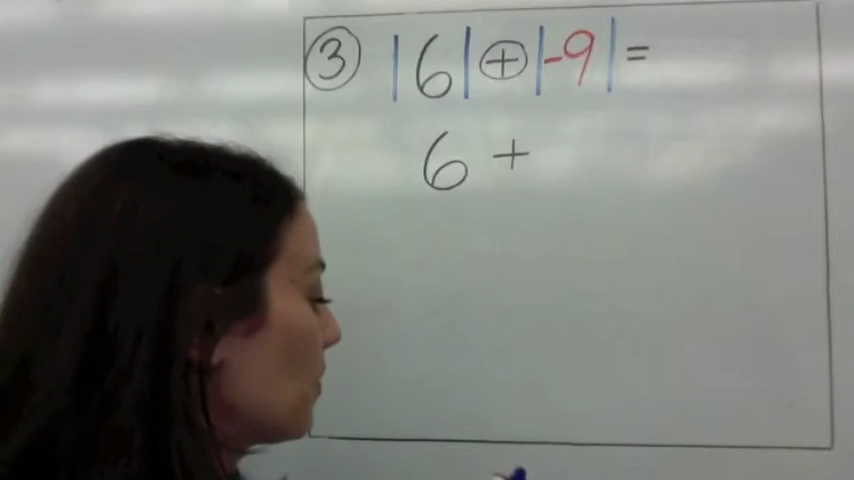 ③ |6| ⊕ |-9| =
6 +